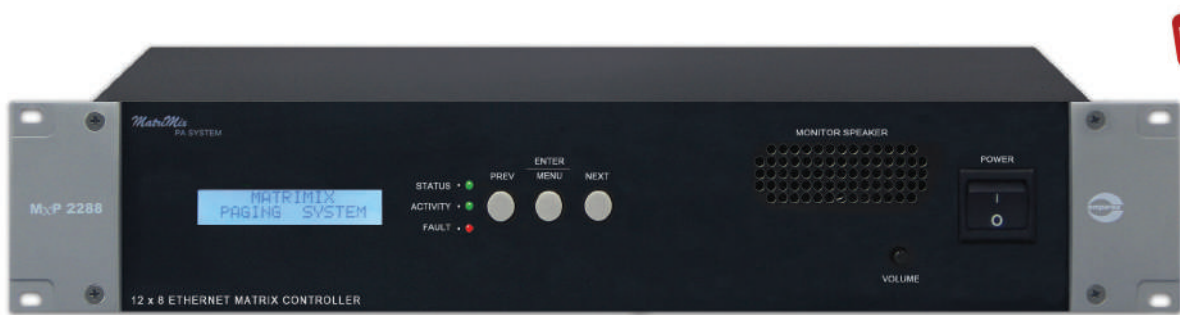 MatriMix
PA SYSTEM
MONITOR SPEAKER
POWER
ENTER
PREV MENU NEXT
STATUS
ACTIVITY
FAULT
MATRIMIX
PAGING SYSTEM
MXP 2288
I
O
VOLUME
12 x 8 ETHERNET MATRIX CONTROLLER